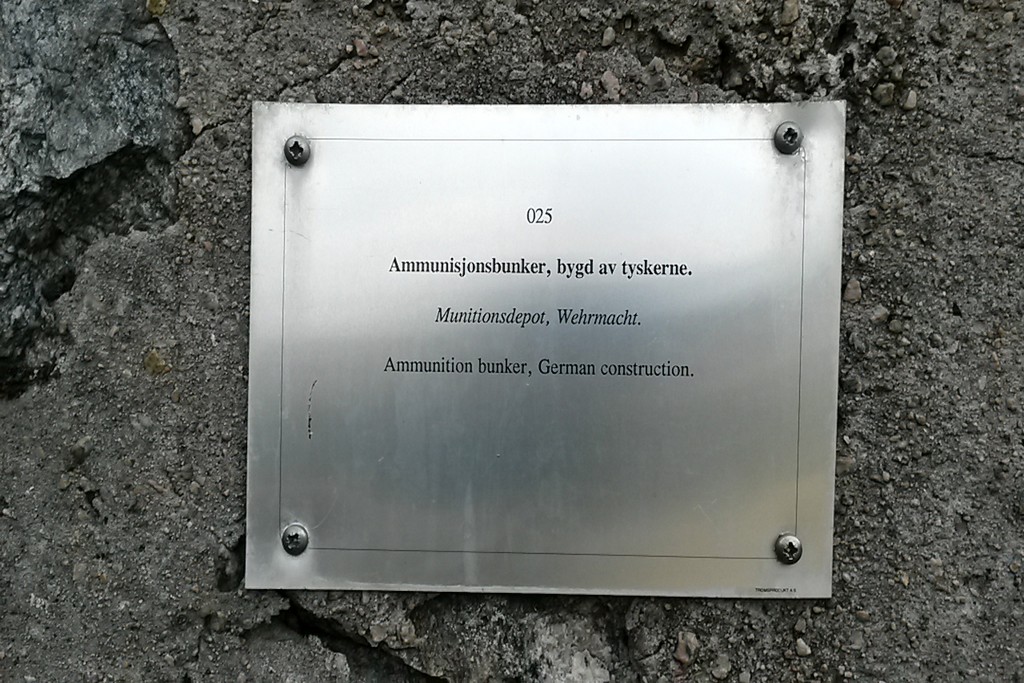 025
Ammunisjonsbunker, bygd av tyskerne.
Munitionsdepot, Wehrmacht.
Ammunition bunker, German construction.